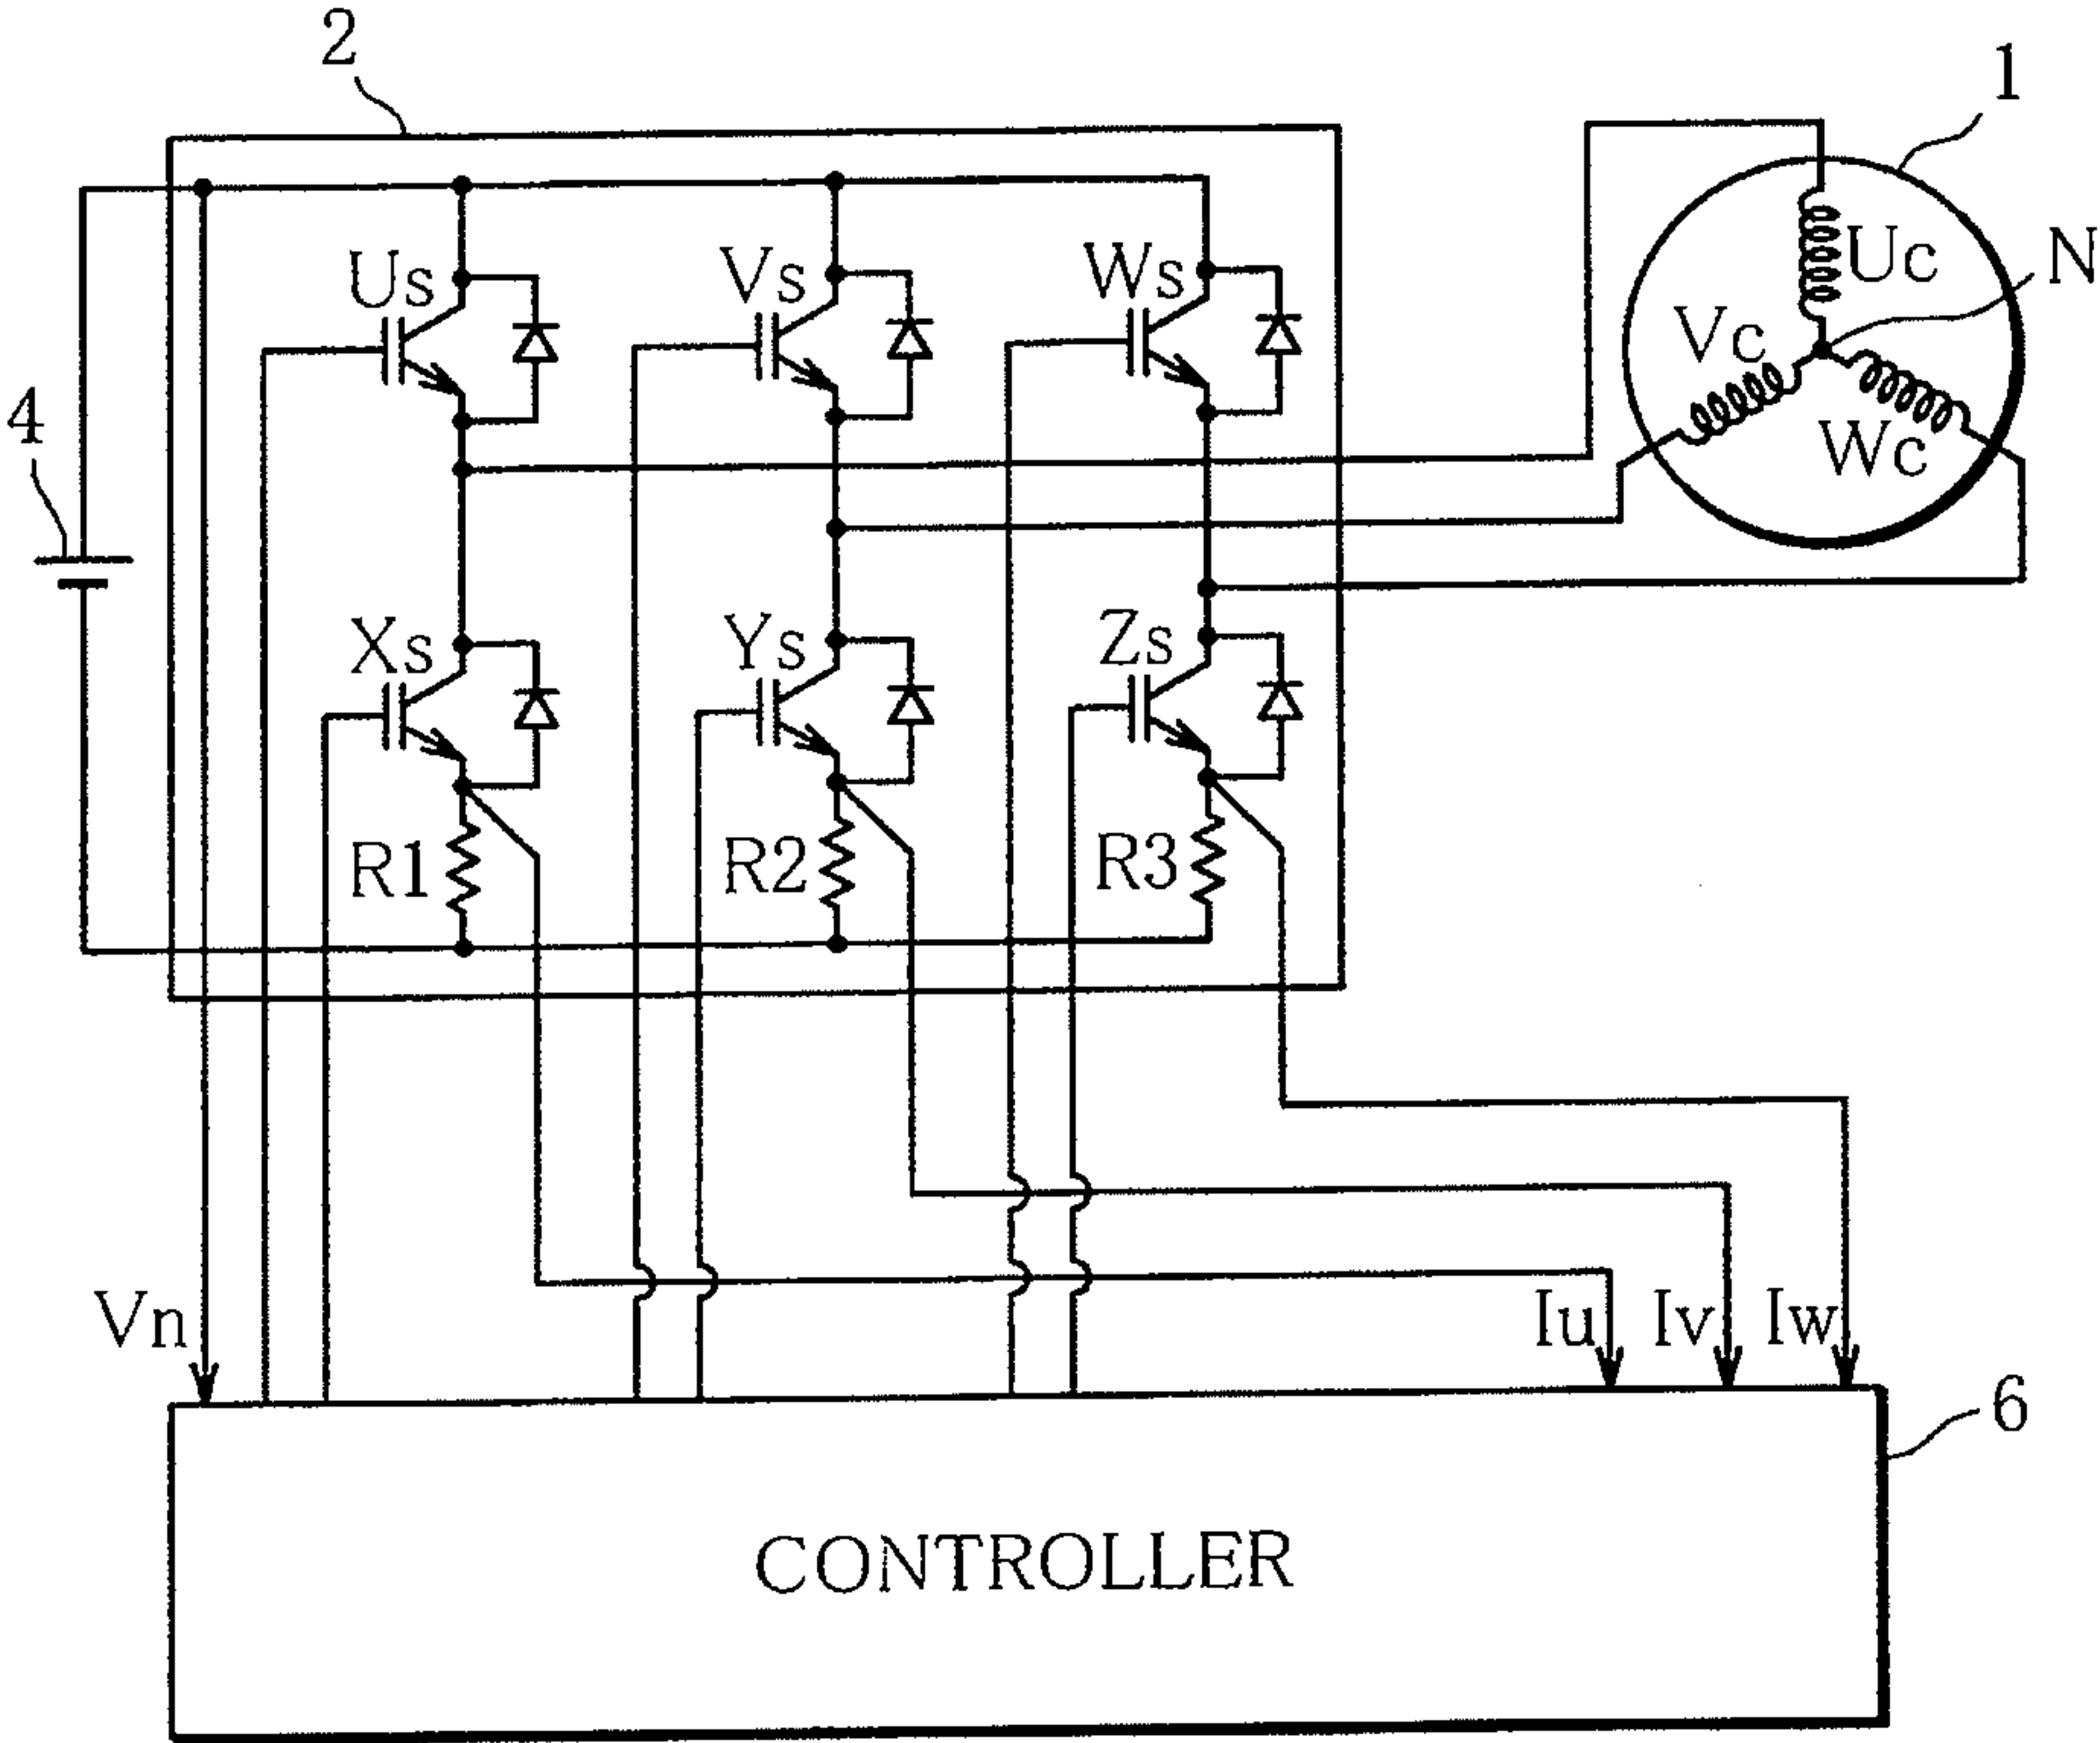 2
1
Us
Vs
Ws
Uc
N
Vc
Wc
4
Xs
Ys
Zs
R1
R2
R3
Vn
Iu
Iv
Iw
6
CONTROLLER